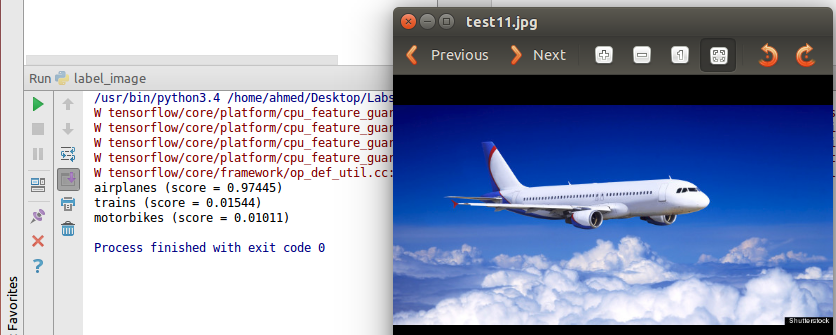 test11.jpg
Previous
Next
Run
label_image
/usr/bin/python3.4 /home/ahmed/Desktop/Labs
W tensorflow/core/platform/cpu_feature_guar
W tensorflow/core/platform/cpu_feature_guar
W tensorflow/core/platform/cpu_feature_guar
W tensorflow/core/platform/cpu_feature_guar
W tensorflow/core/framework/op_def_util.cc:
airplanes (score = 0.97445)
trains (score = 0.01544)
motorbikes (score = 0.01011)
Process finished with exit code 0
Favorites
Shutterstock